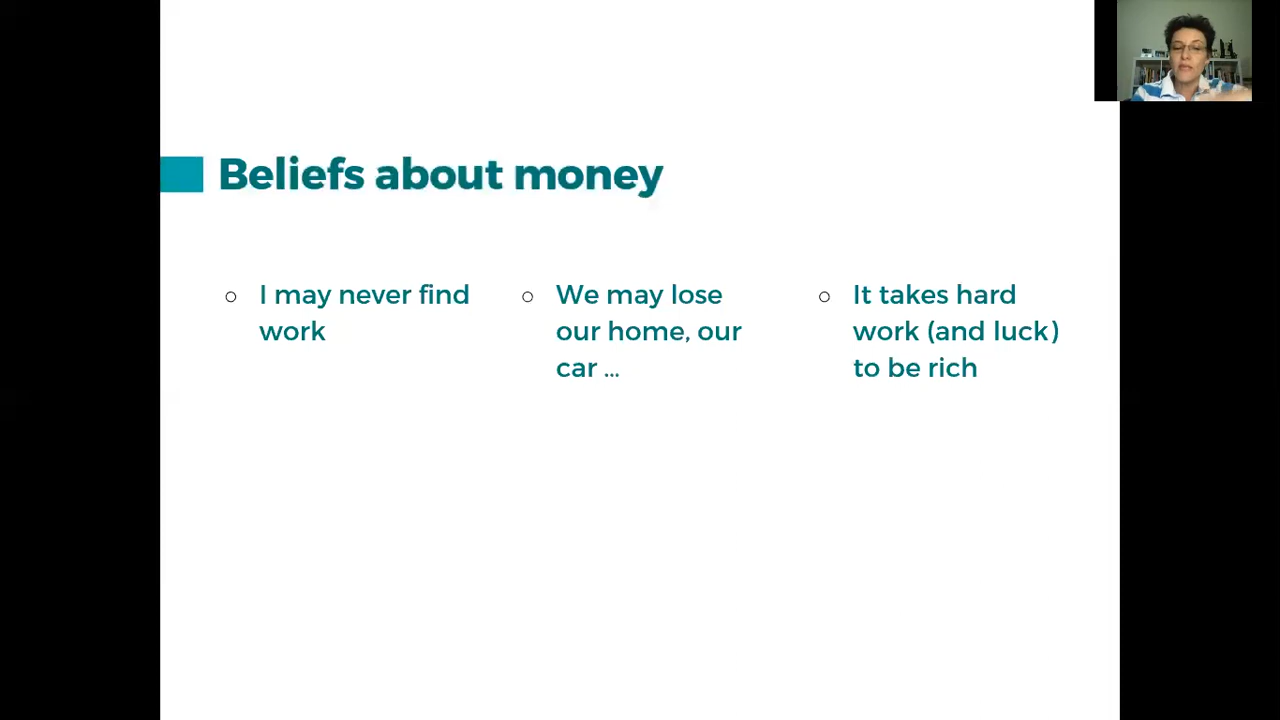 Beliefs about money
○ I may never find
work
○ We may lose
our home, our
car ...
○ It takes hard
work (and luck)
to be rich